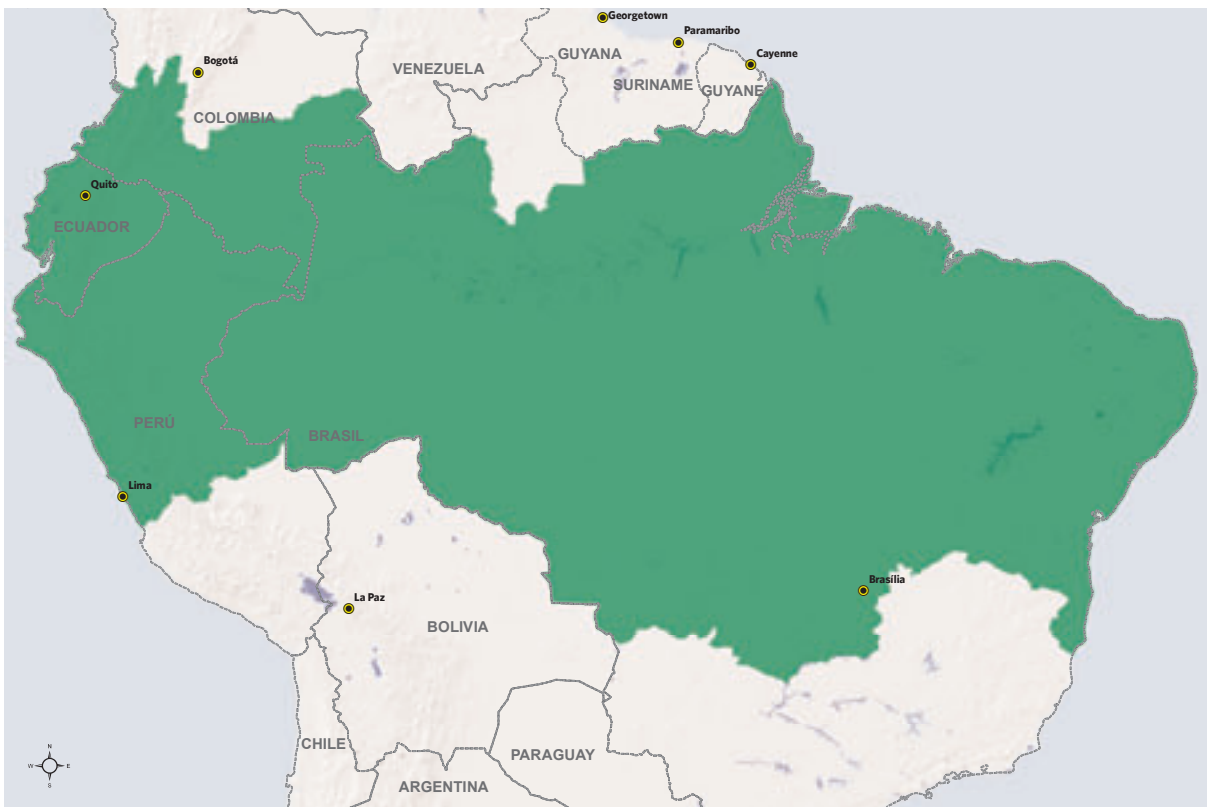 Georgetown
Paramaribo
Bogotá
GUYANA
Cayenne
VENEZUELA
SURINAME
GUYANE
COLOMBIA
Quito
ECUADOR
PERÚ
BRASIL
Lima
Brasília
La Paz
BOLIVIA
CHILE
PARAGUAY
ARGENTINA
N
W E
S